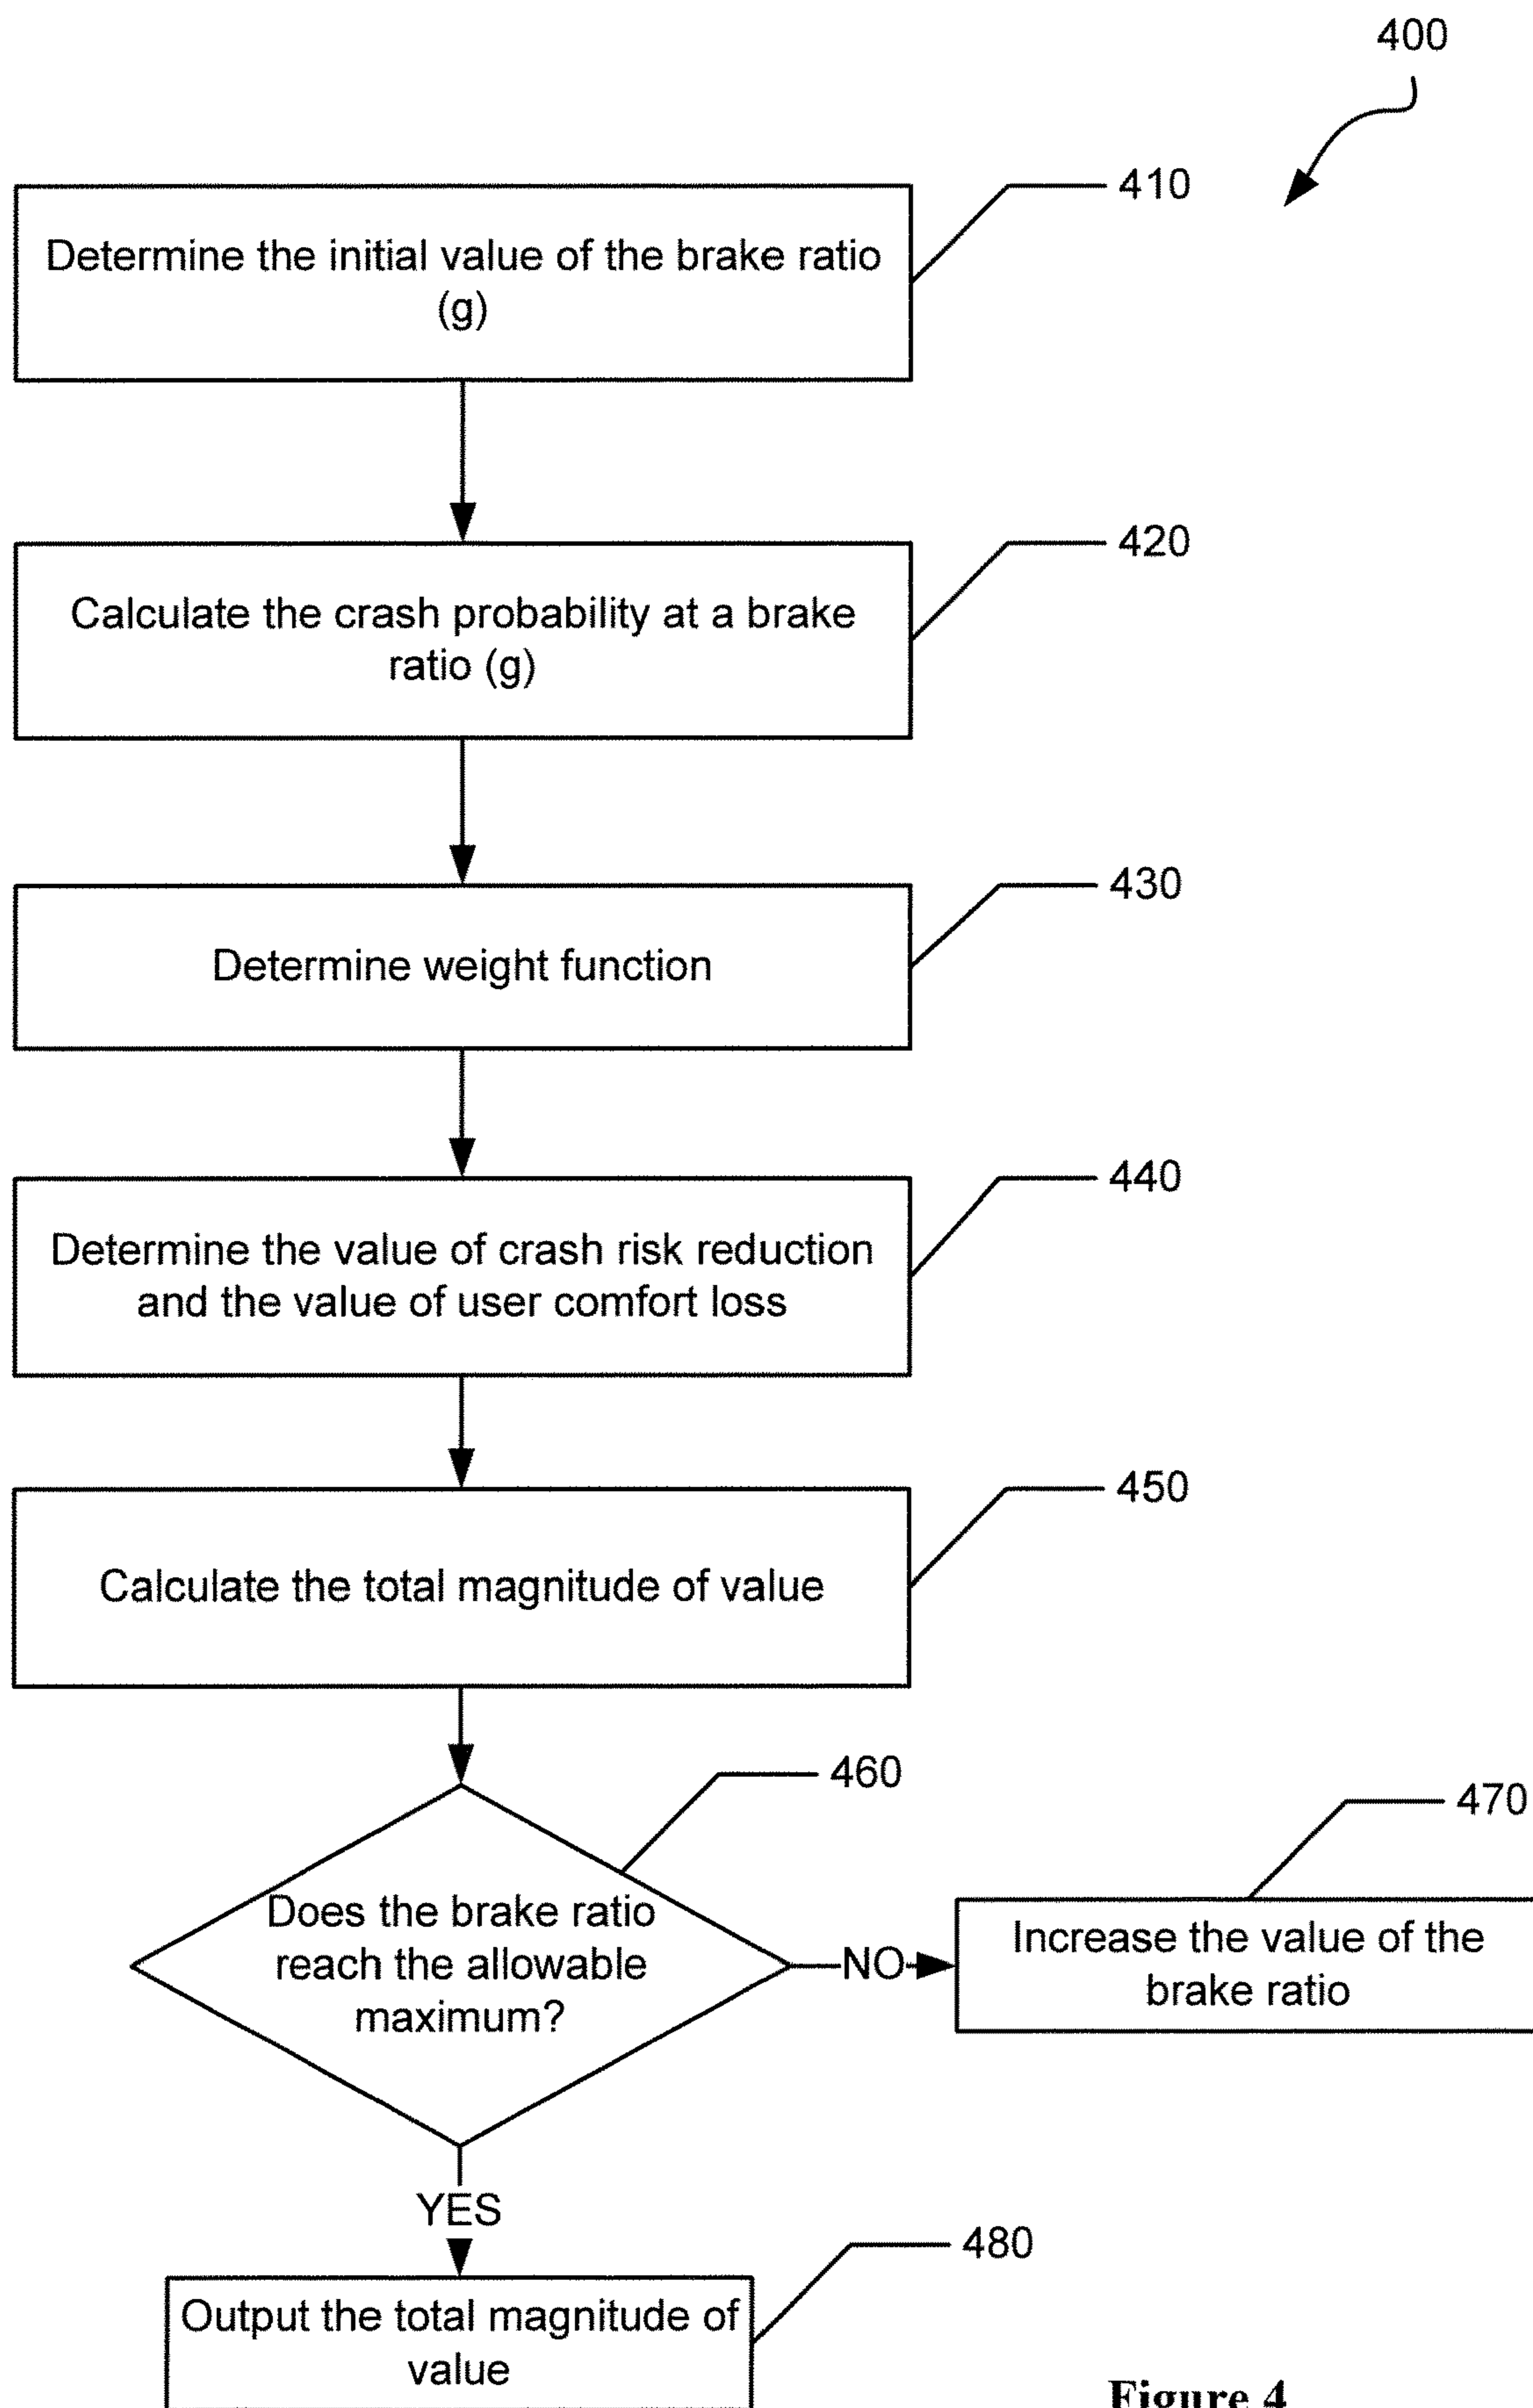 400
410
Determine the initial value of the brake ratio
(g)
420
Calculate the crash probability at a brake
ratio (g)
430
Determine weight function
440
Determine the value of crash risk reduction
and the value of user comfort loss
450
Calculate the total magnitude of value
460
470
Does the brake ratio
reach the allowable
maximum?
NO
Increase the value of the
brake ratio
YES
480
Output the total magnitude of
value
Figure 4